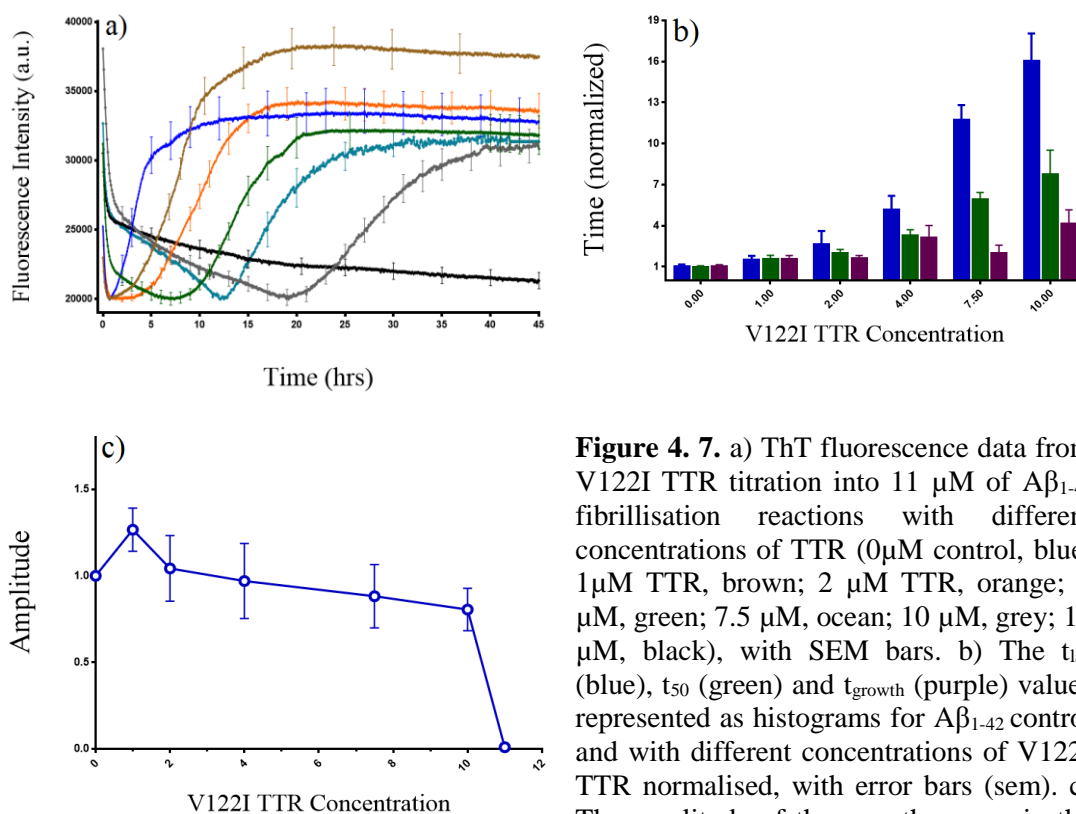 a)
Fluorescence Intensity (a.u.)
40000
35000
30000
25000
20000
0 5 10 15 20 25 30 35 40 45
Time (hrs)
b)
Time (normalized)
19
16
13
10
7
4
1
0.00 1.00 2.00 4.00 7.50 10.00
V122I TTR Concentration
c)
Amplitude
1.5
1.0
0.5
0.0
0 2 4 6 8 10 12
V122I TTR Concentration
Figure 4. 7. a) ThT fluorescence data from
V122I TTR titration into 11 µM of Aβ1-
fibrillisation reactions with
concentrations of TTR (0µM control, blue
1µM TTR, brown; 2 µM TTR, orange;
µM, green; 7.5 µM, ocean; 10 µM, grey;
µM, black), with SEM bars. b) The
(blue), t50 (green) and tgrowth (purple)
represented as histograms for Aβ1-42 control
and with different concentrations of
TTR normalised, with error bars (sem).